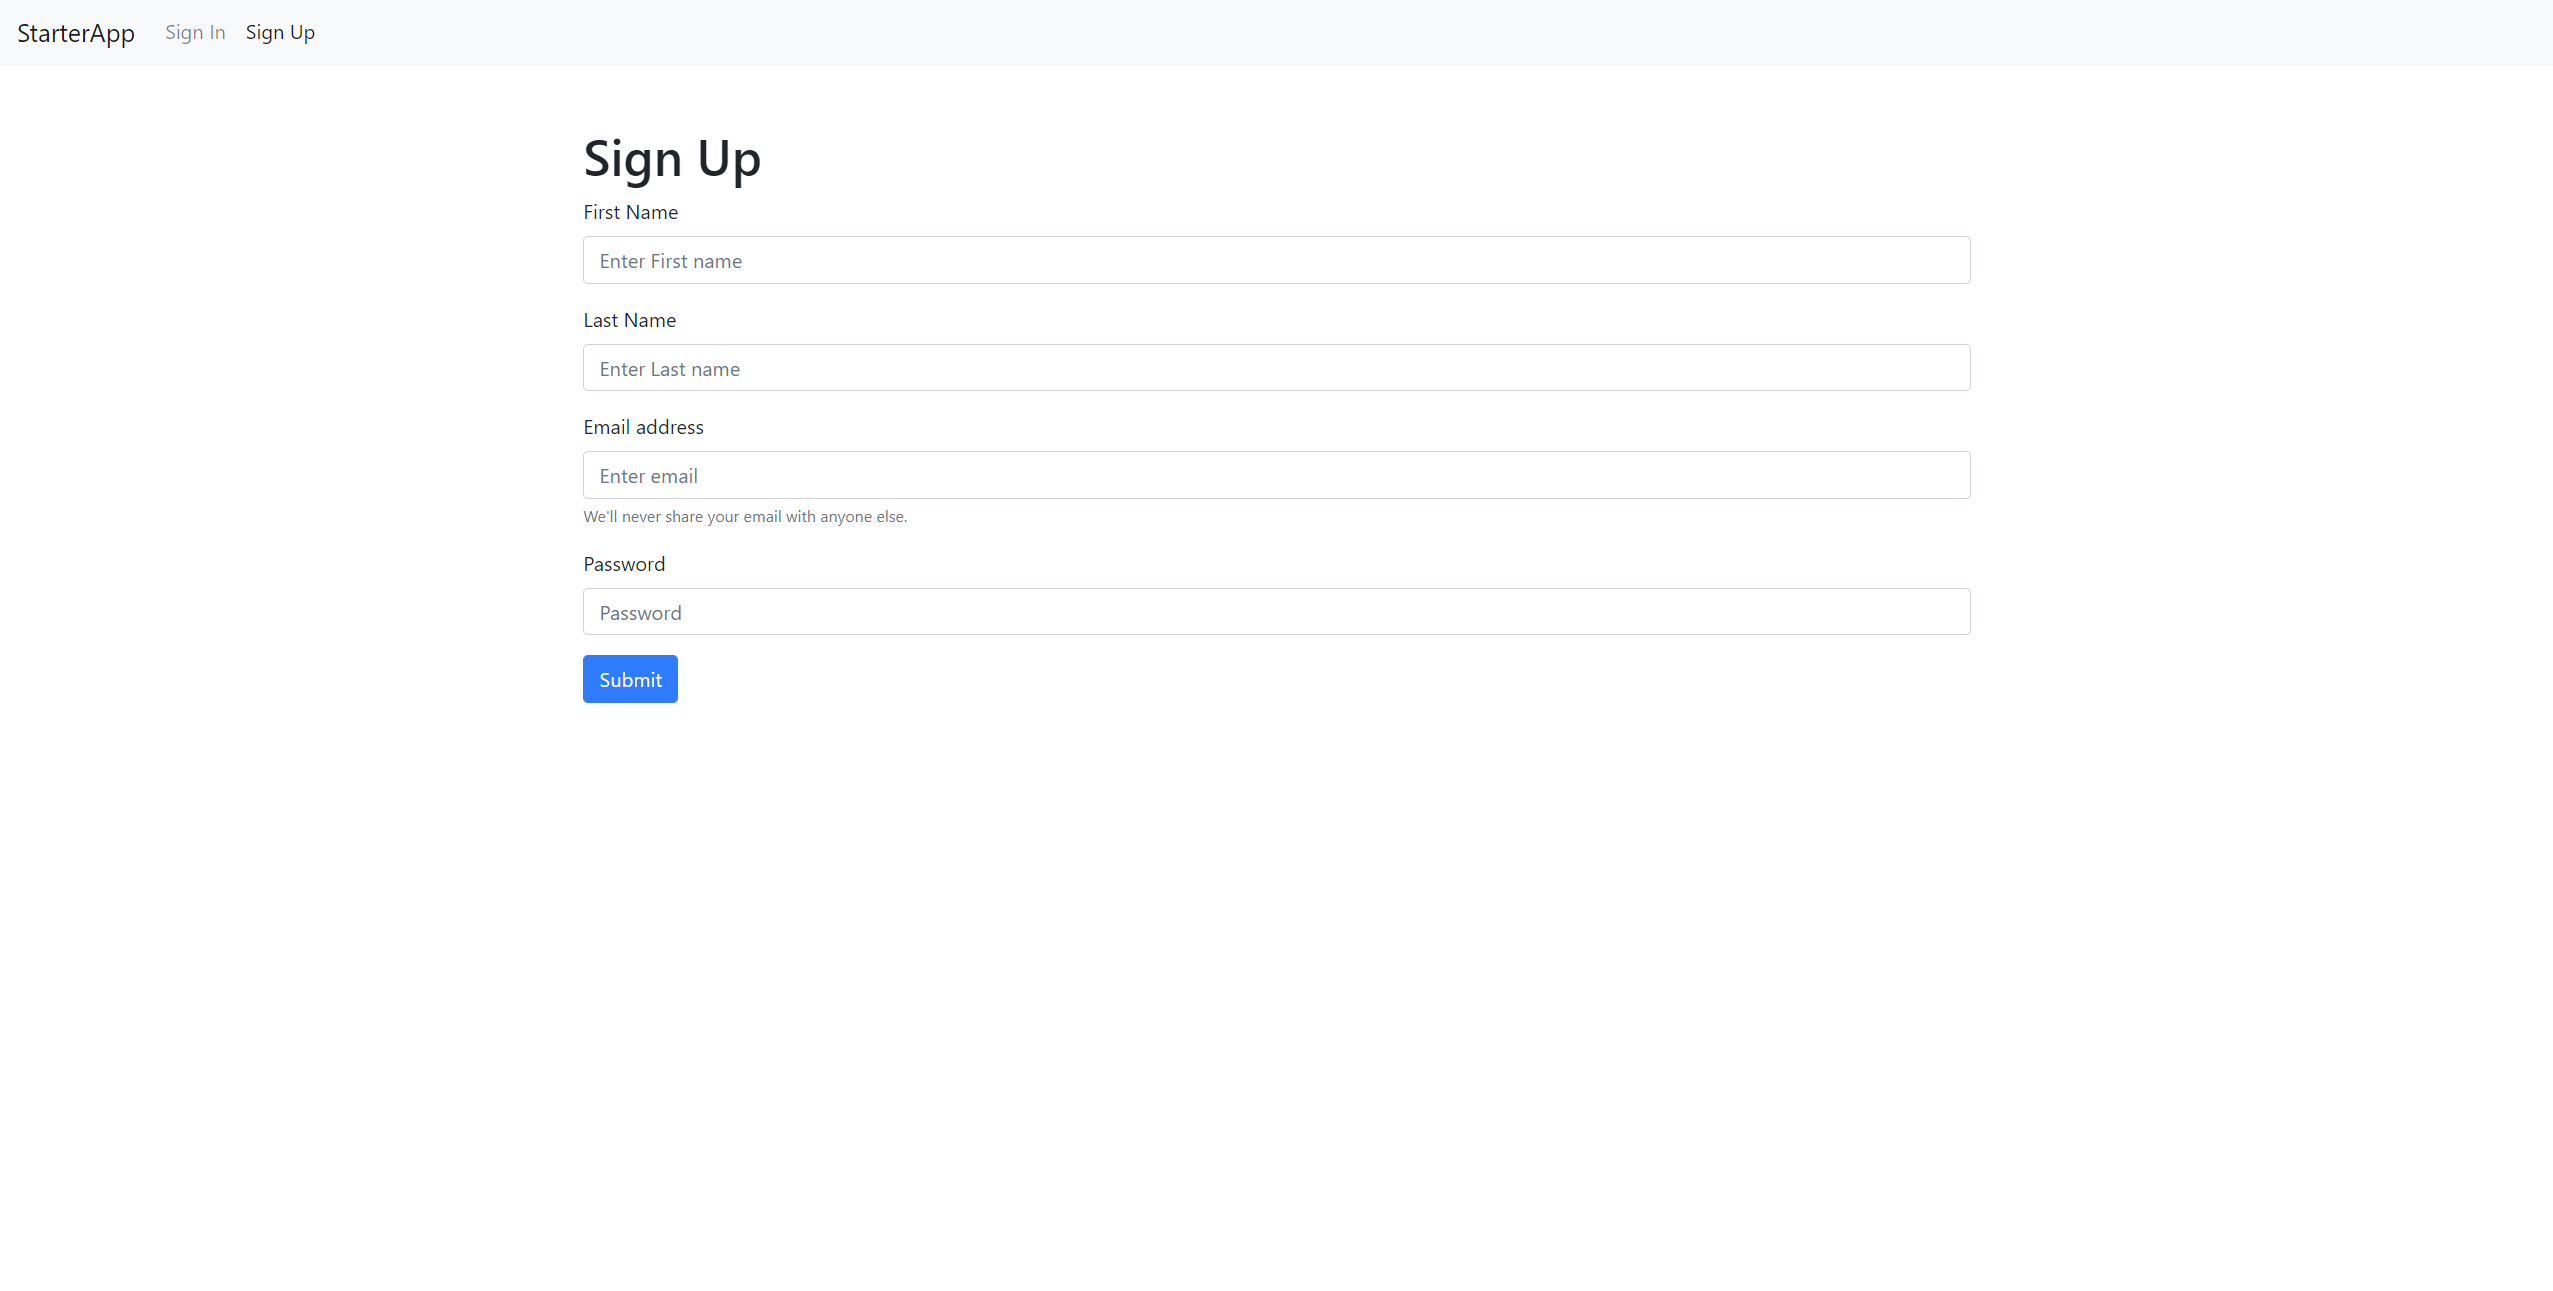 StarterApp Sign In Sign Up
Sign Up
First Name
Enter First name
Last Name
Enter Last name
Email address
Enter email
We'll never share your email with anyone else.
Password
Password
Submit